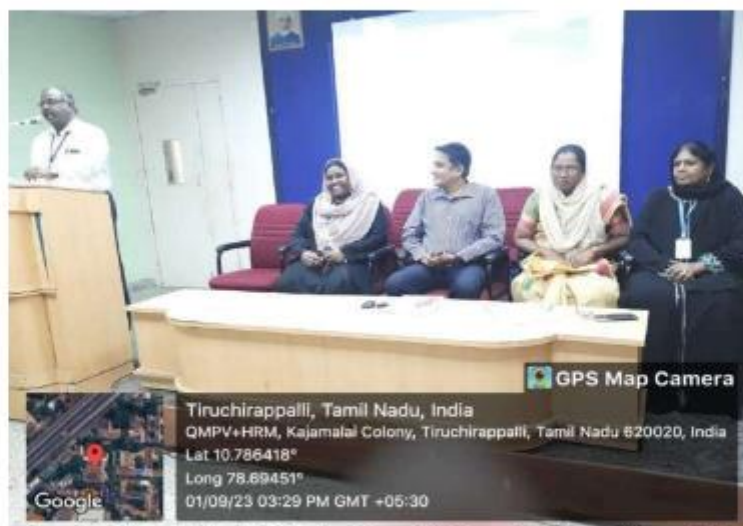 GPS Map Camera
Tiruchirappalli, Tamil Nadu, India
QMPV+HRM, Kajamalai Colony, Tiruchirappalli, Tamil Nadu 620020, India
Lat 10.786418°
Long 78.69451°
01/09/23 03:29 PM GMT +05:30
Google